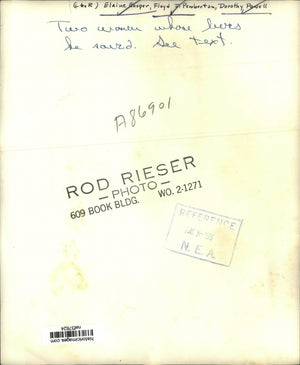 (L to R) Elaine Cooper, Floyd J. Pemberton, Dorothy Powell
Two women whose lives
he saved. See text.
A86901
ROD RIESER
— PHOTO —
609 BOOK BLDG. WO. 2-1271
REFERENCE
N.E.A.
historicimages.com